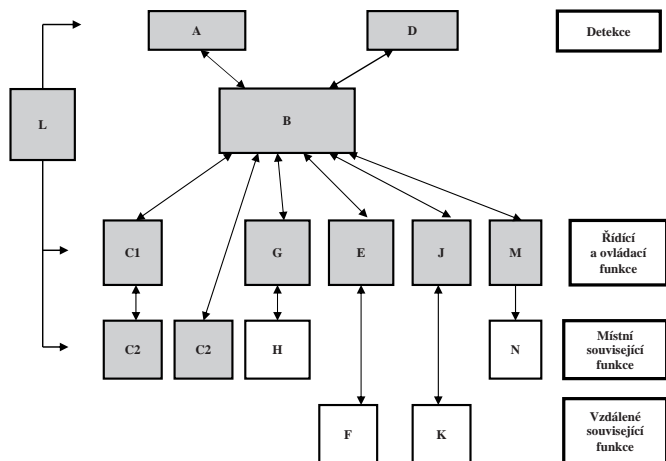 A
D
Detekce
L
B
C1
G
E
J
M
Řídící
a ovládací
funkce
C2
C2
H
N
Místní
související
funkce
F
K
Vzdálené
související
funkce